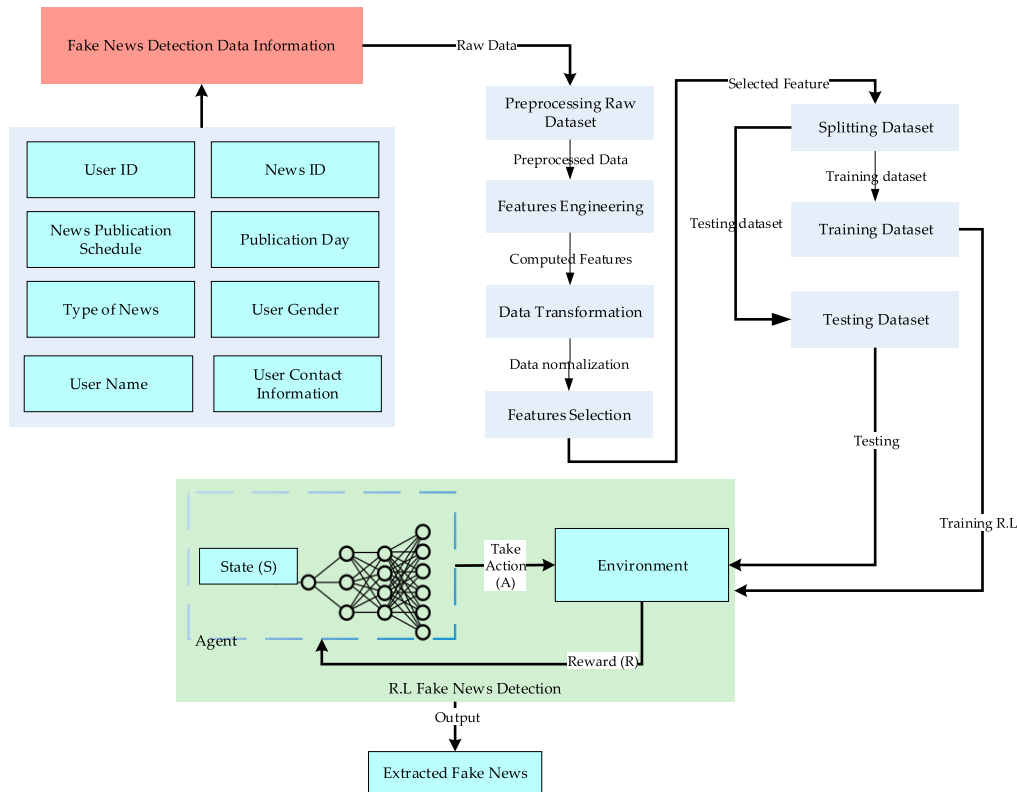 Fake News Detection Data Information
Raw Data
Preprocessing Raw
Dataset
Preprocessed Data
Features Engineering
Computed Features
Data Transformation
Data normalization
Features Selection
Selected Feature
Splitting Dataset
Training dataset
Training Dataset
Testing dataset
Testing Dataset
Testing
Training R.L
User ID
News ID
News Publication
Schedule
Publication Day
Type of News
User Gender
User Name
User Contact
Information
State (S)
Agent
Take
Action
(A)
Environment
Reward (R)
R.L Fake News Detection
Output
Extracted Fake News